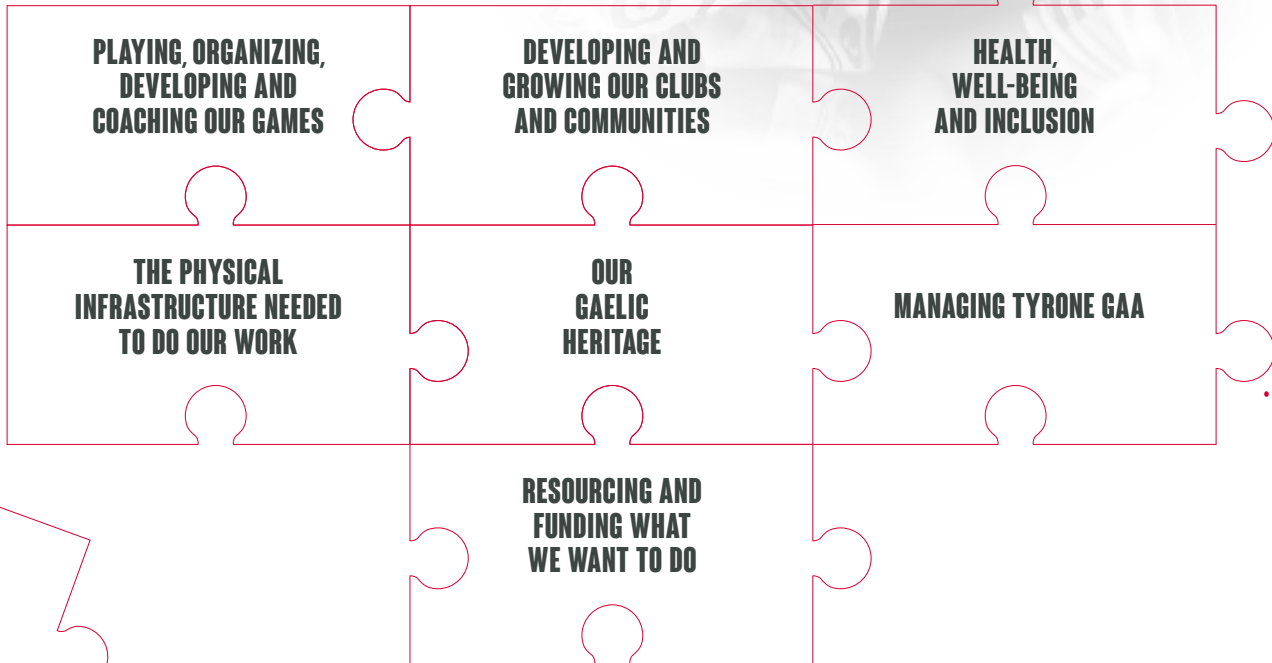 PLAYING, ORGANIZING,
DEVELOPING AND
COACHING OUR GAMES
DEVELOPING AND
GROWING OUR CLUBS
AND COMMUNITIES
HEALTH,
WELL-BEING
AND INCLUSION
THE PHYSICAL
INFRASTRUCTURE NEEDED
TO DO OUR WORK
OUR
GAELIC
HERITAGE
MANAGING TYRONE GAA
RESOURCING AND
FUNDING WHAT
WE WANT TO DO